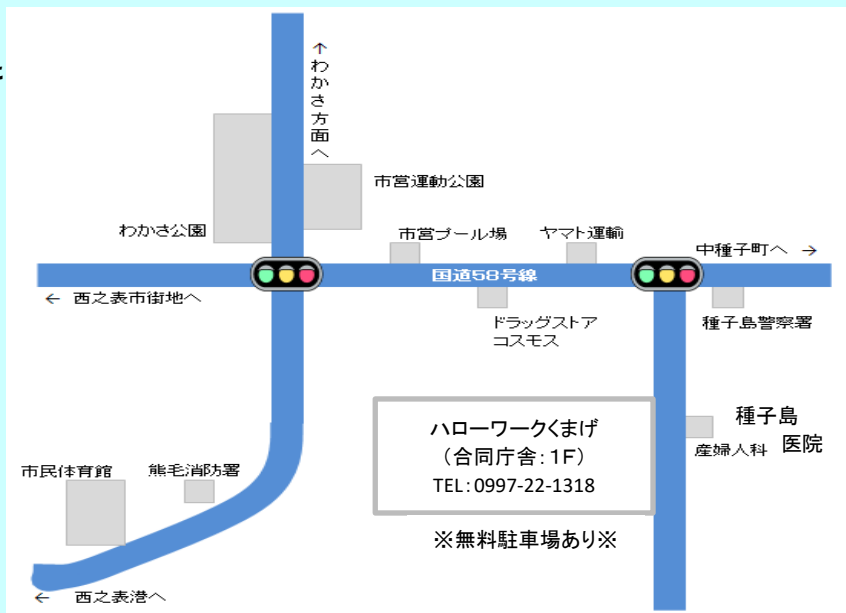 ↑わかさ方面へ
市営運動公園
わかさ公園
市営プール場
ヤマト運輸
中種子町へ →
国道58号線
← 西之表市街地へ
ドラッグストア
コスモス
種子島警察署
ハローワークくまげ
（合同庁舎：１Ｆ）
TEL：0997-22-1318
種子島
産婦人科 医院
市民体育館
熊毛消防署
※無料駐車場あり※
← 西之表港へ